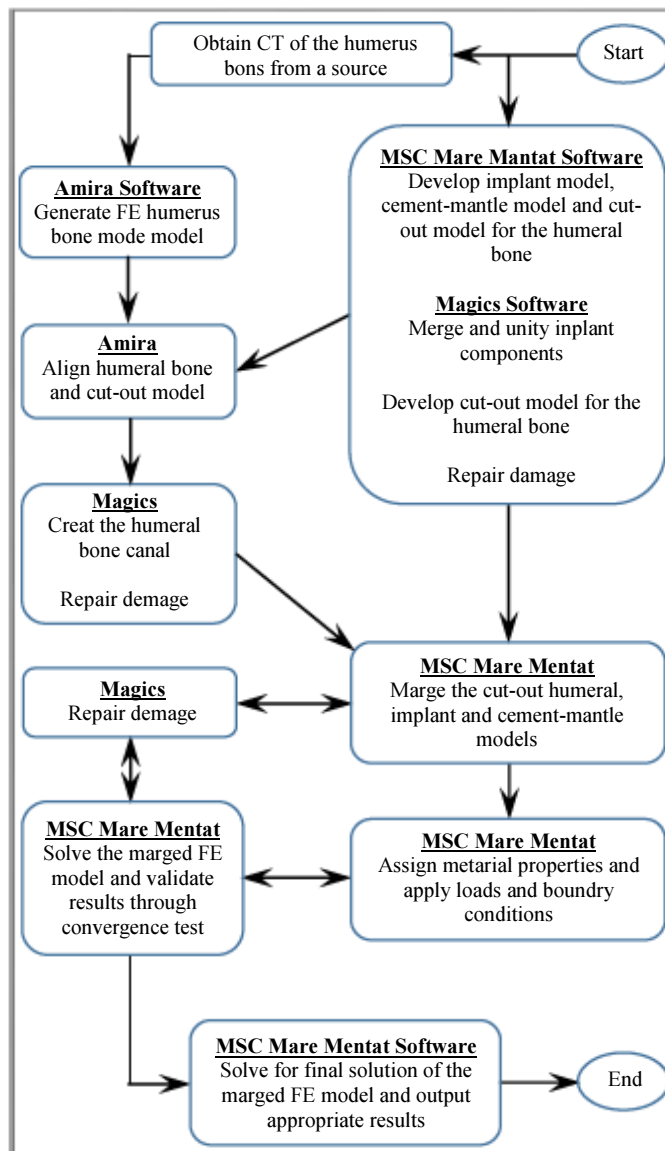 Obtain CT of the humerus
bons from a source
Start
MSC Mare Mantat Software
Develop implant model,
cement-mantle model and cut-
out model for the humeral
bone
Magics Software
Merge and unity inplant
components
Develop cut-out model for the
humeral bone
Repair damage
Amira Software
Generate FE humerus
bone mode model
Amira
Align humeral bone
and cut-out model
Magics
Creat the humeral
bone canal
Repair demage
MSC Mare Mentat
Marge the cut-out humeral,
implant and cement-mantle
models
Magics
Repair demage
MSC Mare Mentat
Solve the marged FE
model and validate
results through
convergence test
MSC Mare Mentat
Assign metarial properties and
apply loads and boundry
conditions
MSC Mare Mentat Software
Solve for final solution of the
marged FE model and output
appropriate results
End